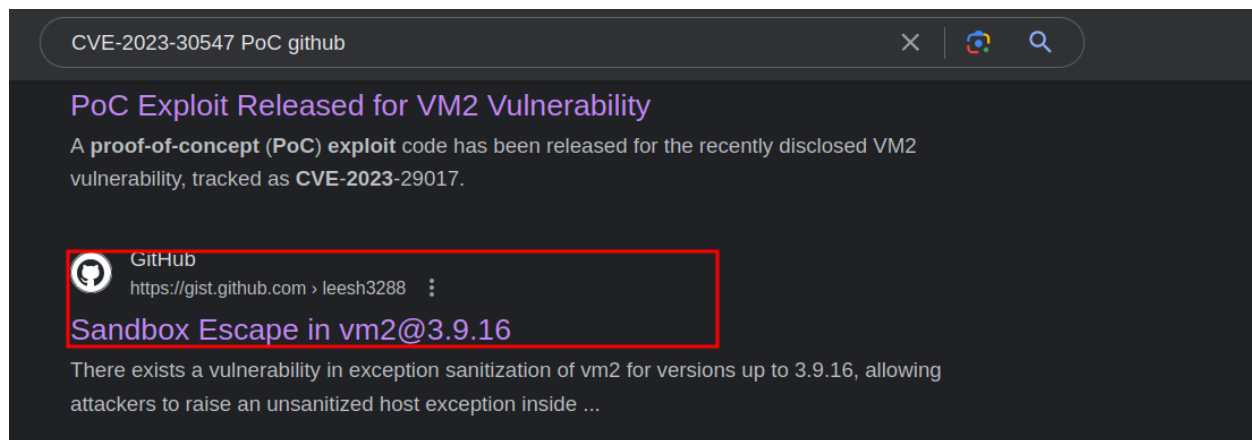 CVE-2023-30547 PoC github
PoC Exploit Released for VM2 Vulnerability
A proof-of-concept (PoC) exploit code has been released for the recently disclosed VM2
vulnerability, tracked as CVE-2023-29017.
GitHub
https://gist.github.com › leesh3288
Sandbox Escape in vm2@3.9.16
There exists a vulnerability in exception sanitization of vm2 for versions up to 3.9.16, allowing
attackers to raise an unsanitized host exception inside ...